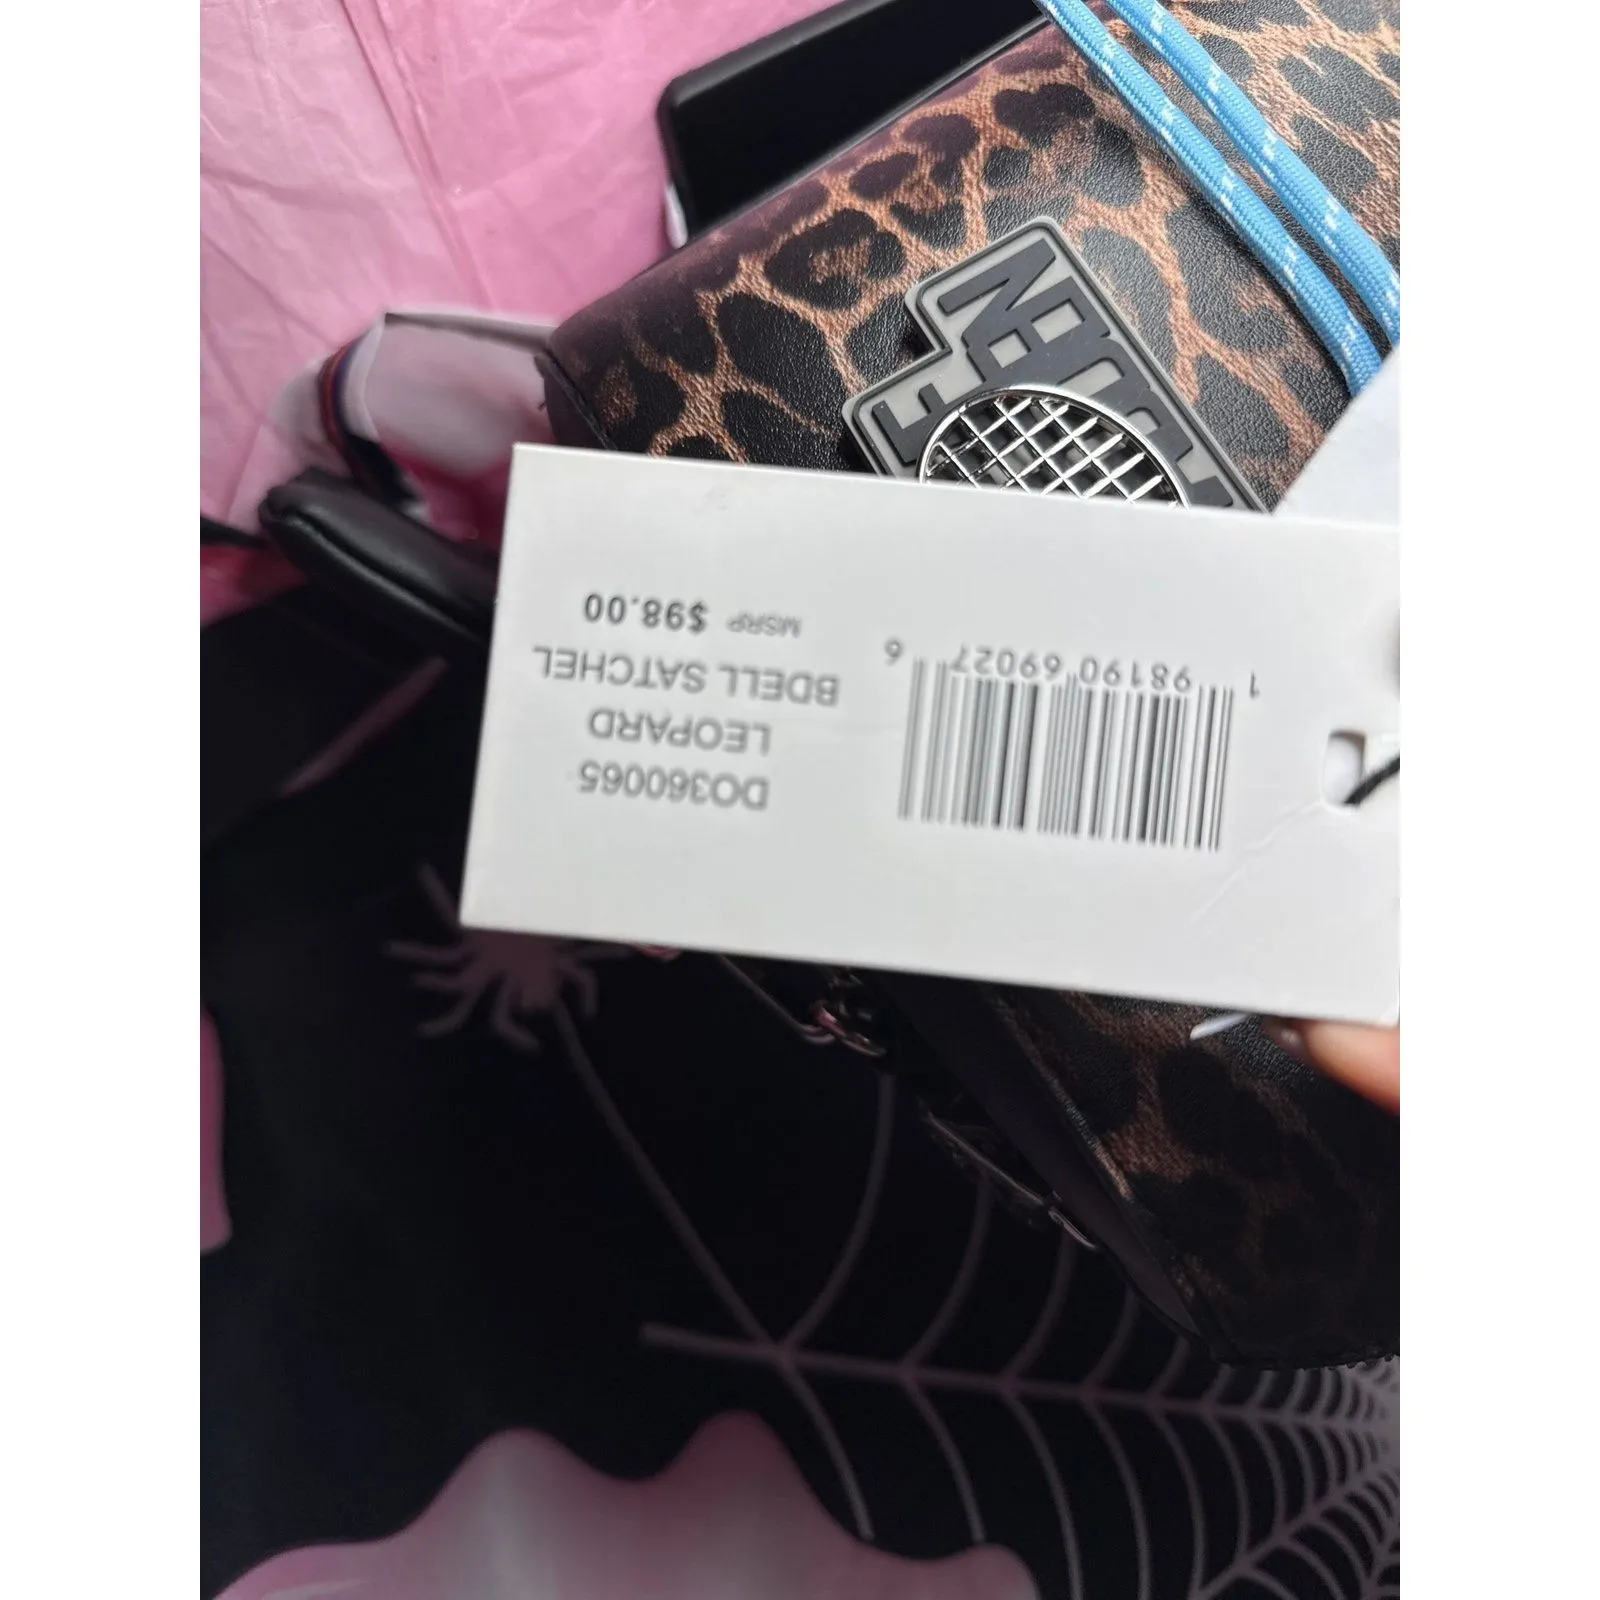 DO360065
LEOPARD
BDELL SATCHEL
MSRP $98.00
1 98190 69027 6